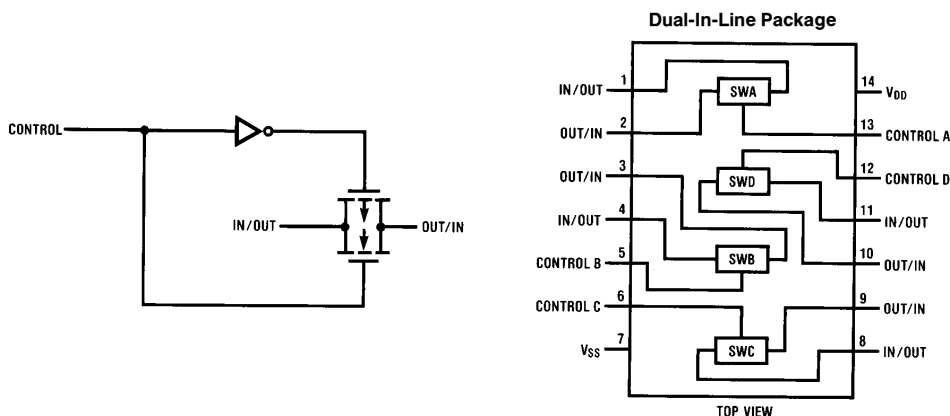 CONTROL
IN/OUT
OUT/IN
Dual-In-Line Package
IN/OUT
1
OUT/IN
2
OUT/IN
3
IN/OUT
4
CONTROL B
5
CONTROL C
6
VSS
7
SWA
SWD
SWB
SWC
14
VDD
13
CONTROL A
12
CONTROL D
11
IN/OUT
10
OUT/IN
9
OUT/IN
8
IN/OUT
TOP VIEW